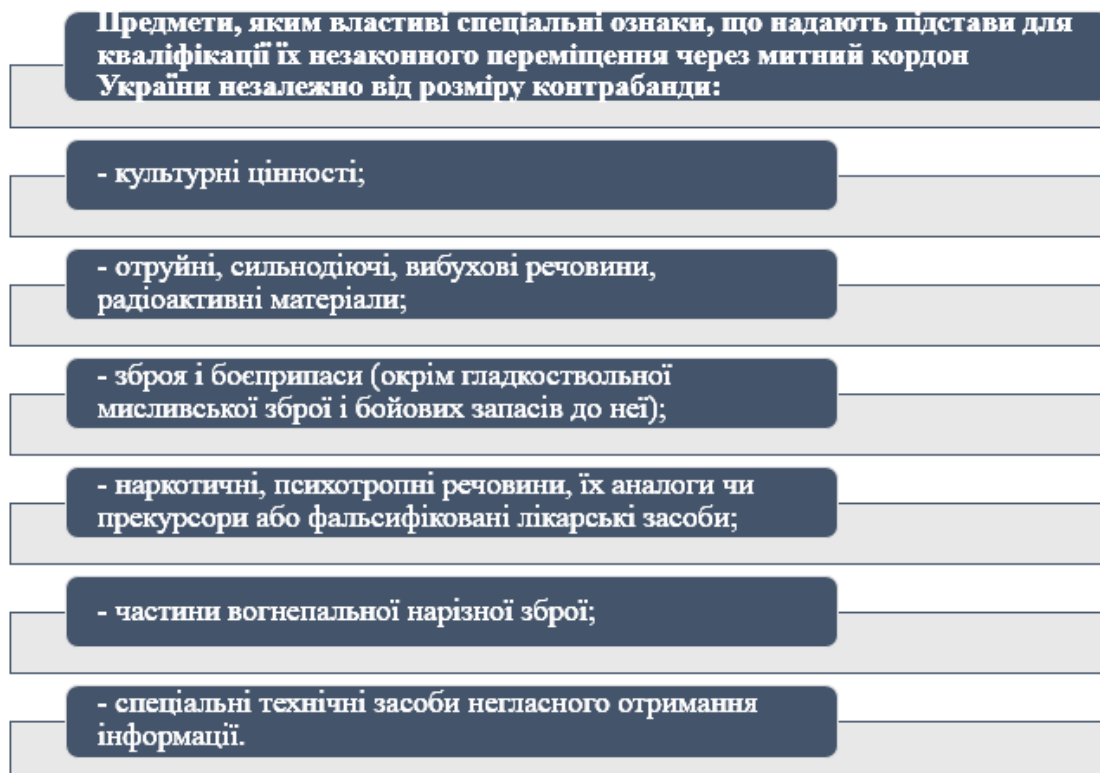 Предмети, яким властиві спеціальні ознаки, що надають підстави для
кваліфікації їх незаконного переміщення через митний кордон
України незалежно від розміру контрабанди:
- культурні цінності;
- отруйні, сильнодіючі, вибухові речовини,
радіоактивні матеріали;
- зброя і боєприпаси (окрім гладкоствольної
мисливської зброї і бойових запасів до неї);
- наркотичні, психотропні речовини, їх аналоги чи
прекурсори або фальсифіковані лікарські засоби;
- частини вогнепальної нарізної зброї;
- спеціальні технічні засоби негласного отримання
інформації.